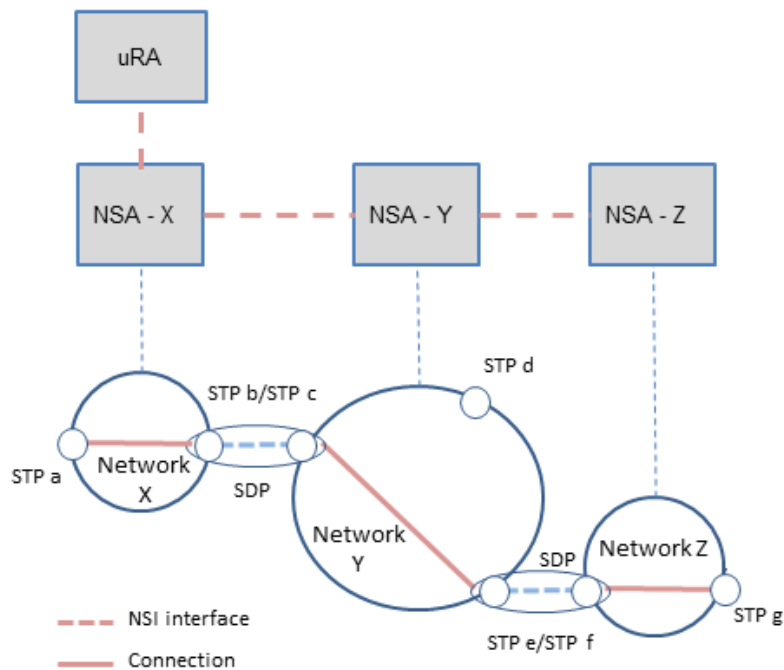 uRA
NSA - X
NSA - Y
NSA - Z
STP d
STP b/STP c
STP a
Network
X
SDP
Network
Y
SDP
Network Z
STP g
STP e/STP f
NSI interface
Connection